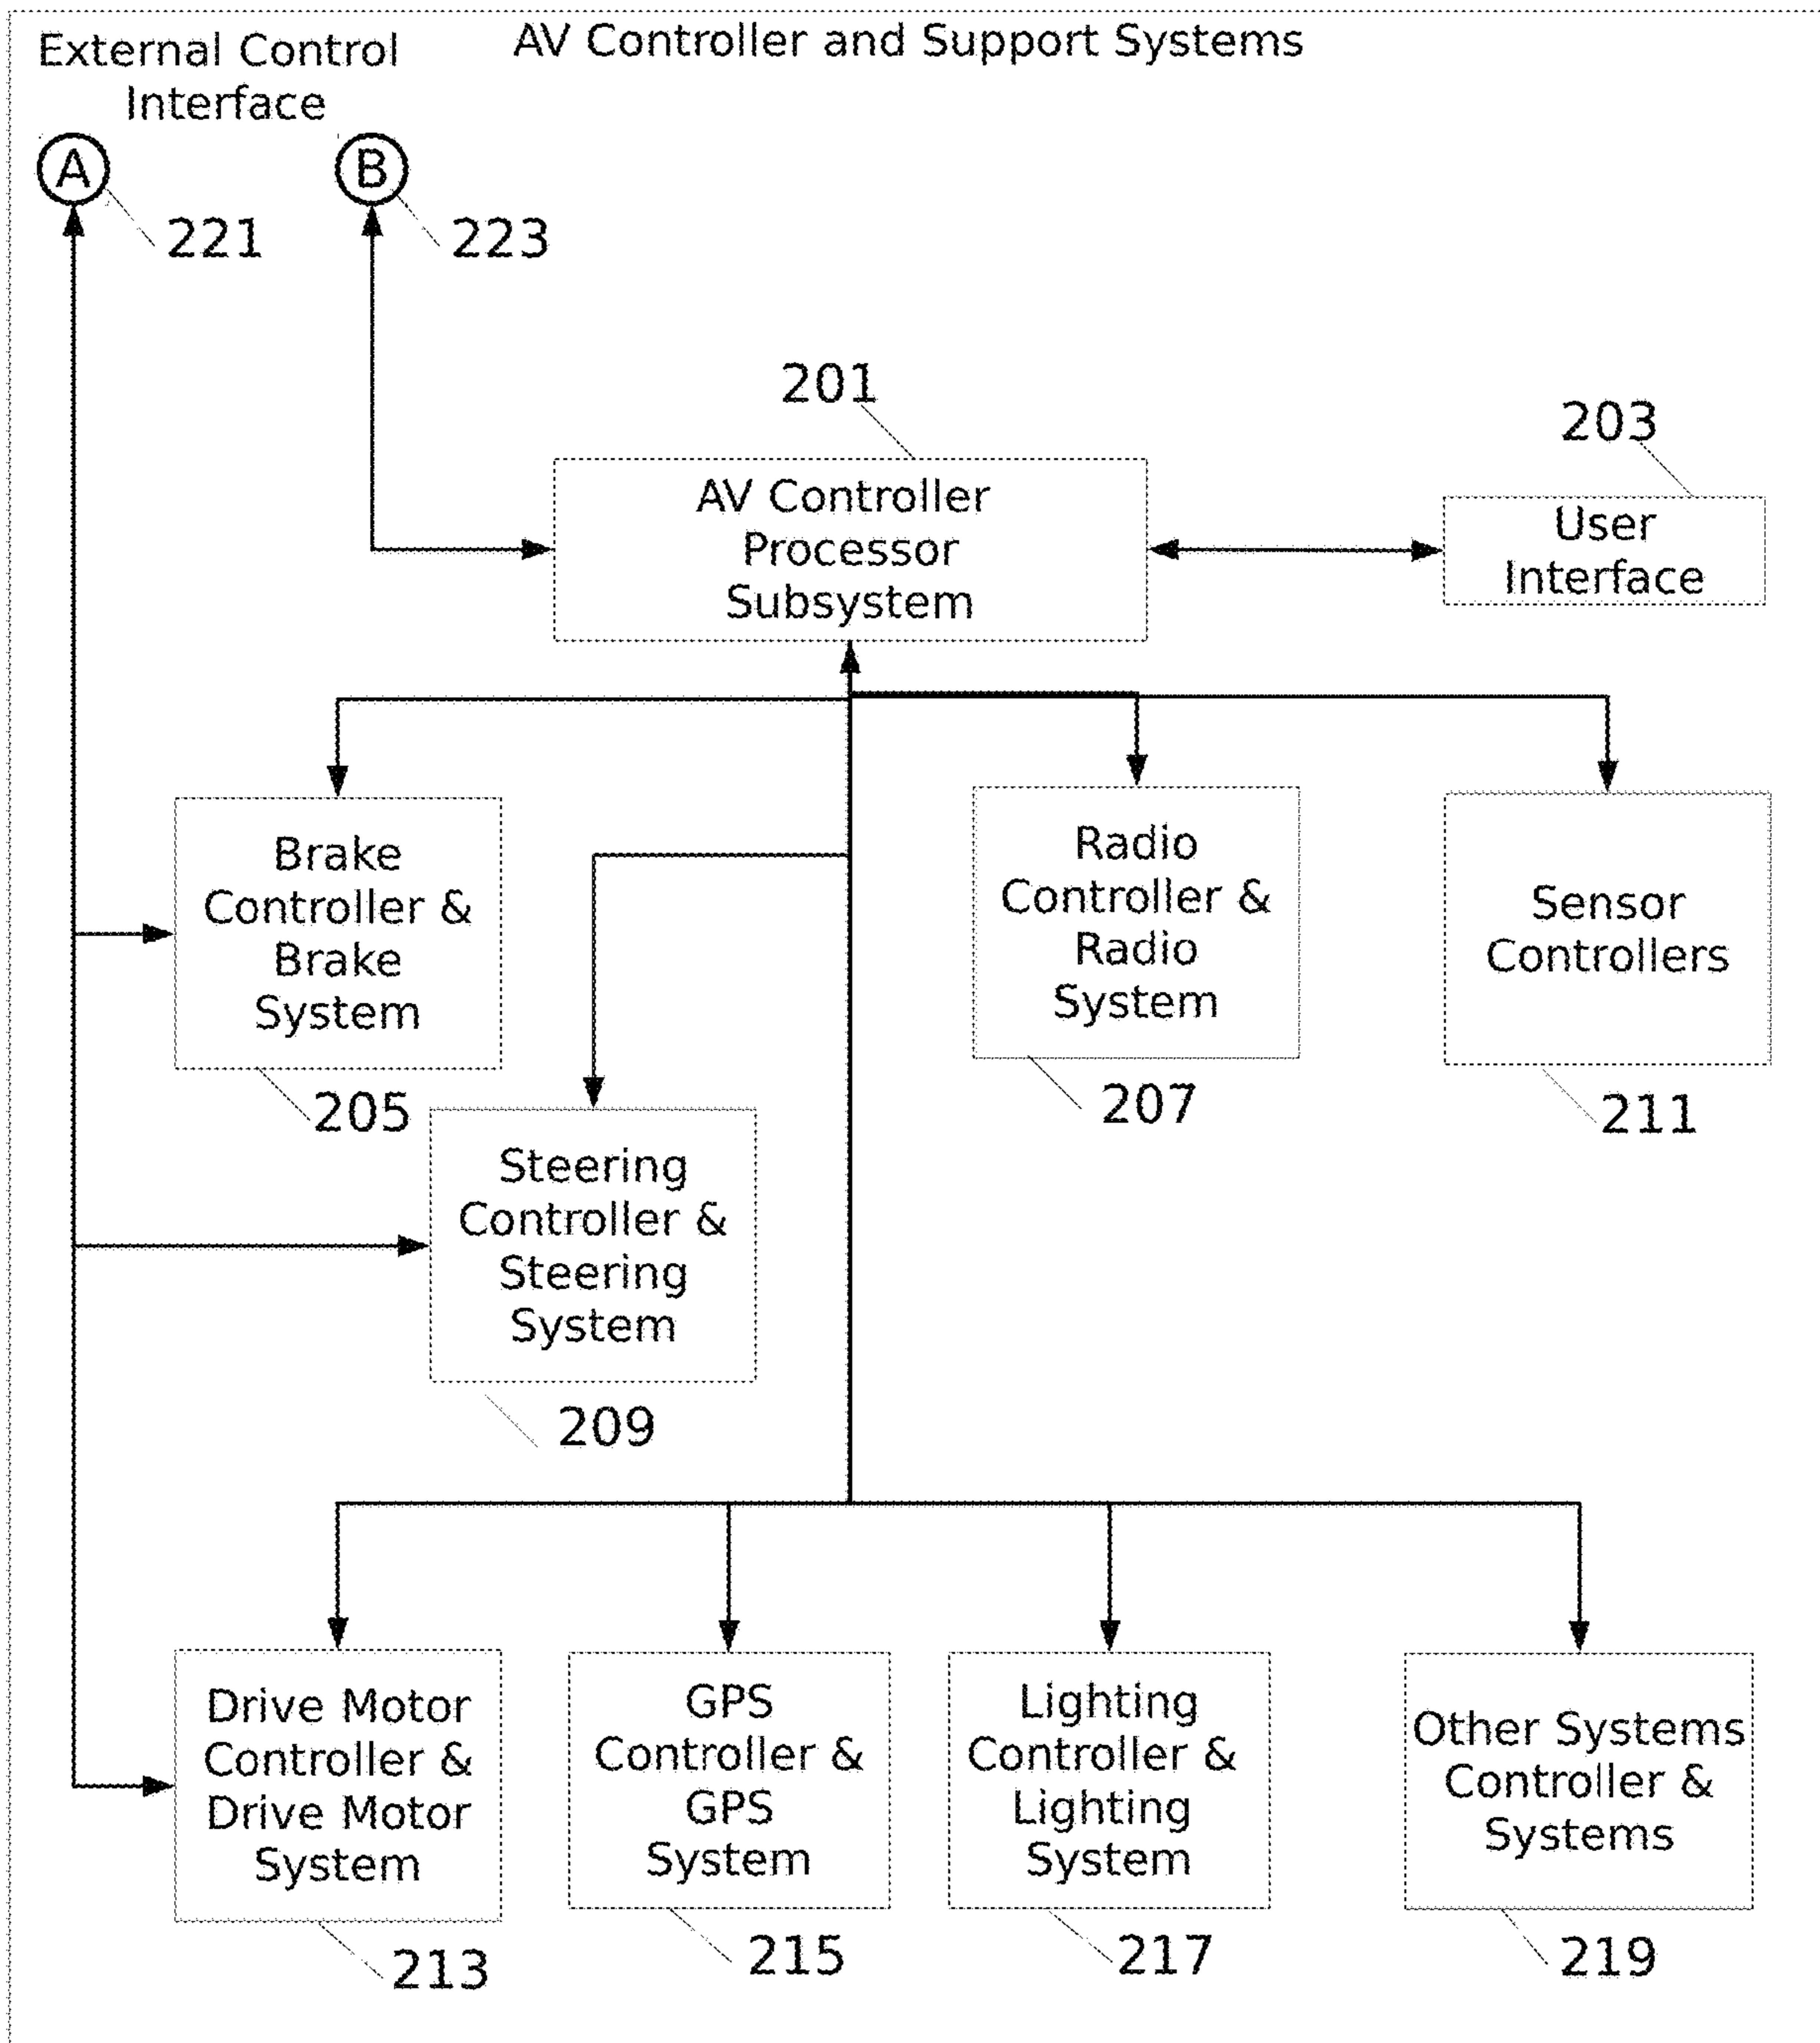 External Control
Interface
AV Controller and Support Systems
A
B
221
223
201
203
AV Controller
Processor
Subsystem
User
Interface
Brake
Controller &
Brake
System
Radio
Controller &
Radio
System
Sensor
Controllers
205
207
211
Steering
Controller &
Steering
System
209
Drive Motor
Controller &
Drive Motor
System
GPS
Controller &
GPS
System
Lighting
Controller &
Lighting
System
Other Systems
Controller &
Systems
213
215
217
219